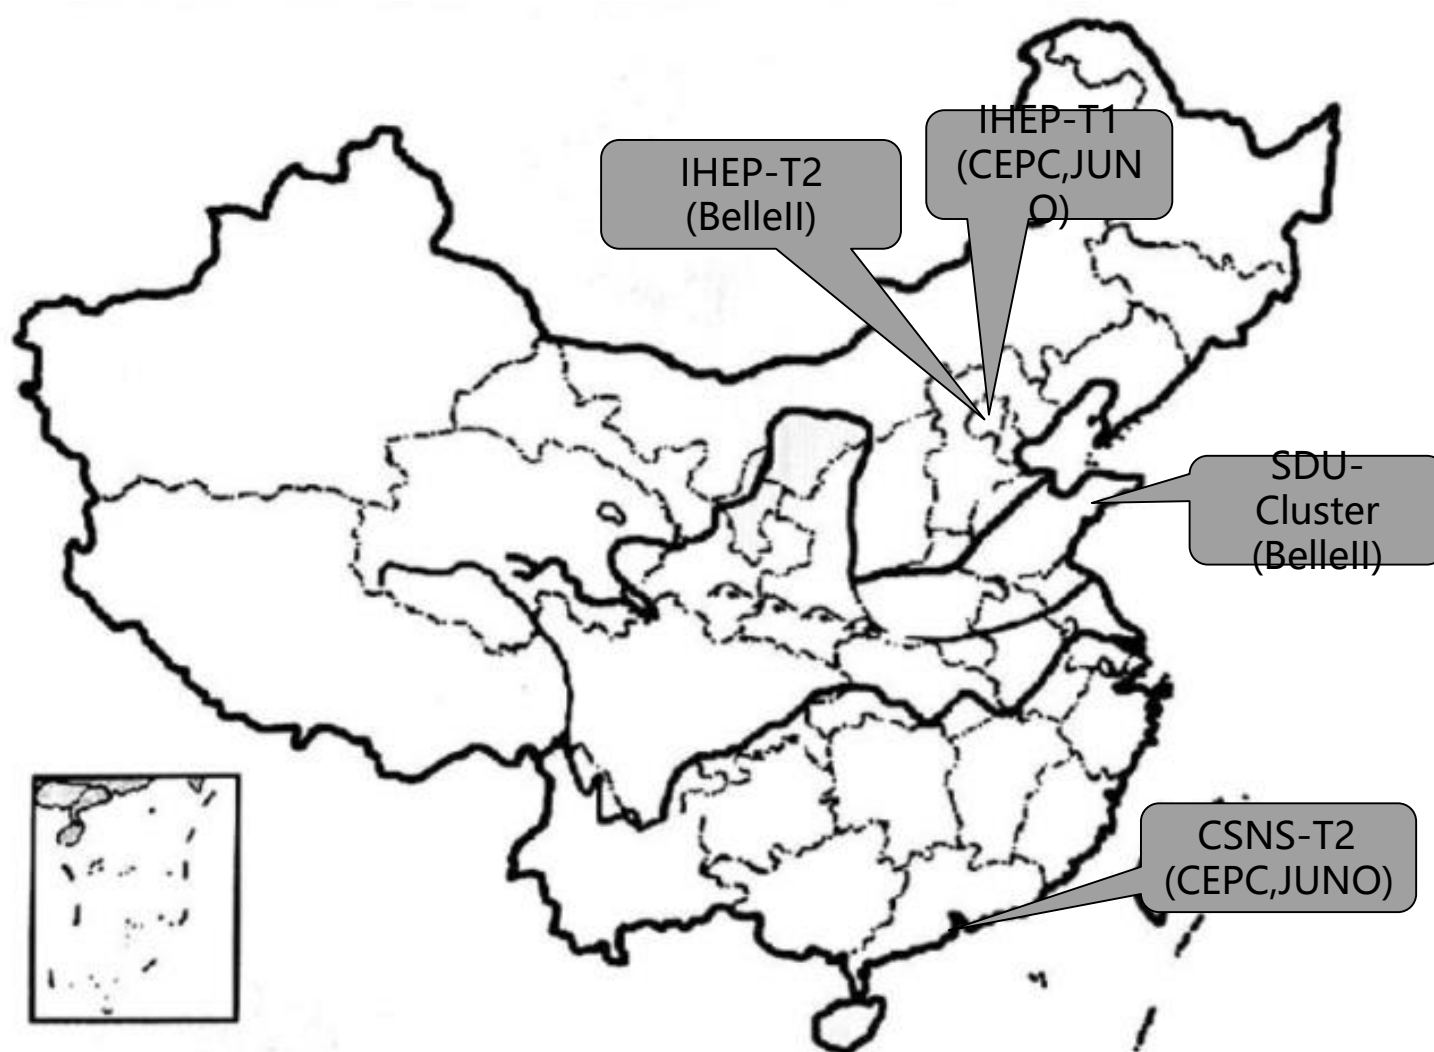 IHEP-T1
(CEPC,JUN
O)
IHEP-T2
(BelleII)
SDU-
Cluster
(BelleII)
CSNS-T2
(CEPC,JUNO)